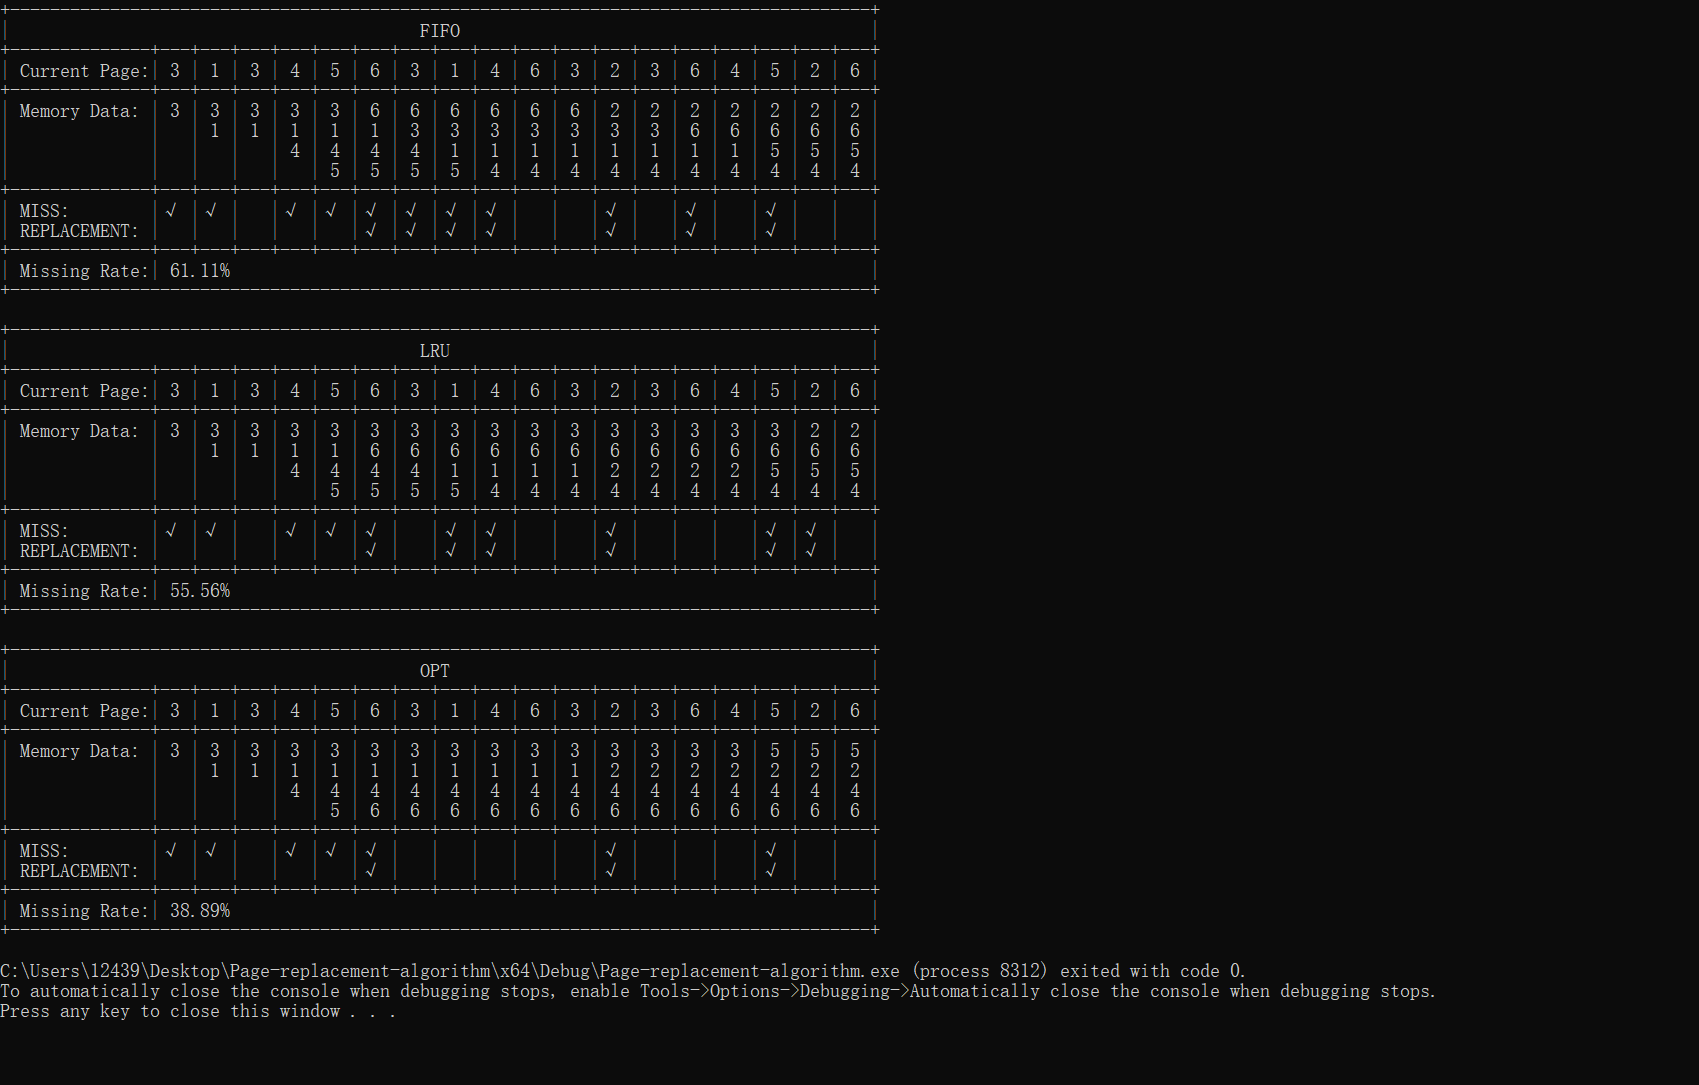 FIFO
Current Page: 3 1 3 4 5 6 3 1 4 6 3 2 3 6 4 5 2 6
Memory Data: 3 3 3 3 3 6 6 6 6 6 6 2 2 2 2 2 2 2
1 1 1 1 1 3 3 3 3 3 3 3 6 6 6 6 6
4 4 4 4 1 1 1 1 1 1 1 1 5 5 5
5 5 5 5 4 4 4 4 4 4 4 4 4 4
MISS: √ √ √ √ √ √ √ √ √ √ √
REPLACEMENT: √ √ √ √ √ √ √
Missing Rate: 61.11%
LRU
Current Page: 3 1 3 4 5 6 3 1 4 6 3 2 3 6 4 5 2 6
Memory Data: 3 3 3 3 3 3 3 3 3 3 3 3 3 3 3 3 2 2
1 1 1 1 6 6 6 6 6 6 6 6 6 6 6 6 6
4 4 4 4 1 1 1 1 2 2 2 2 5 5 5
5 5 5 5 4 4 4 4 4 4 4 4 4 4
MISS: √ √ √ √ √ √ √ √ √ √
REPLACEMENT: √ √ √ √ √ √
Missing Rate: 55.56%
OPT
Current Page: 3 1 3 4 5 6 3 1 4 6 3 2 3 6 4 5 2 6
Memory Data: 3 3 3 3 3 3 3 3 3 3 3 3 3 3 3 5 5 5
1 1 1 1 1 1 1 1 1 1 2 2 2 2 2 2 2
4 4 4 4 4 4 4 4 4 4 4 4 4 4 4
5 6 6 6 6 6 6 6 6 6 6 6 6 6
MISS: √ √ √ √ √ √ √
REPLACEMENT: √ √ √
Missing Rate: 38.89%
C:\Users\12439\Desktop\Page-replacement-algorithm\x64\Debug\Page-replacement-algorithm.exe (process 8312) exited with code 0.
To automatically close the console when debugging stops, enable Tools->Options->Debugging->Automatically close the console when debugging stops.
Press any key to close this window . . .